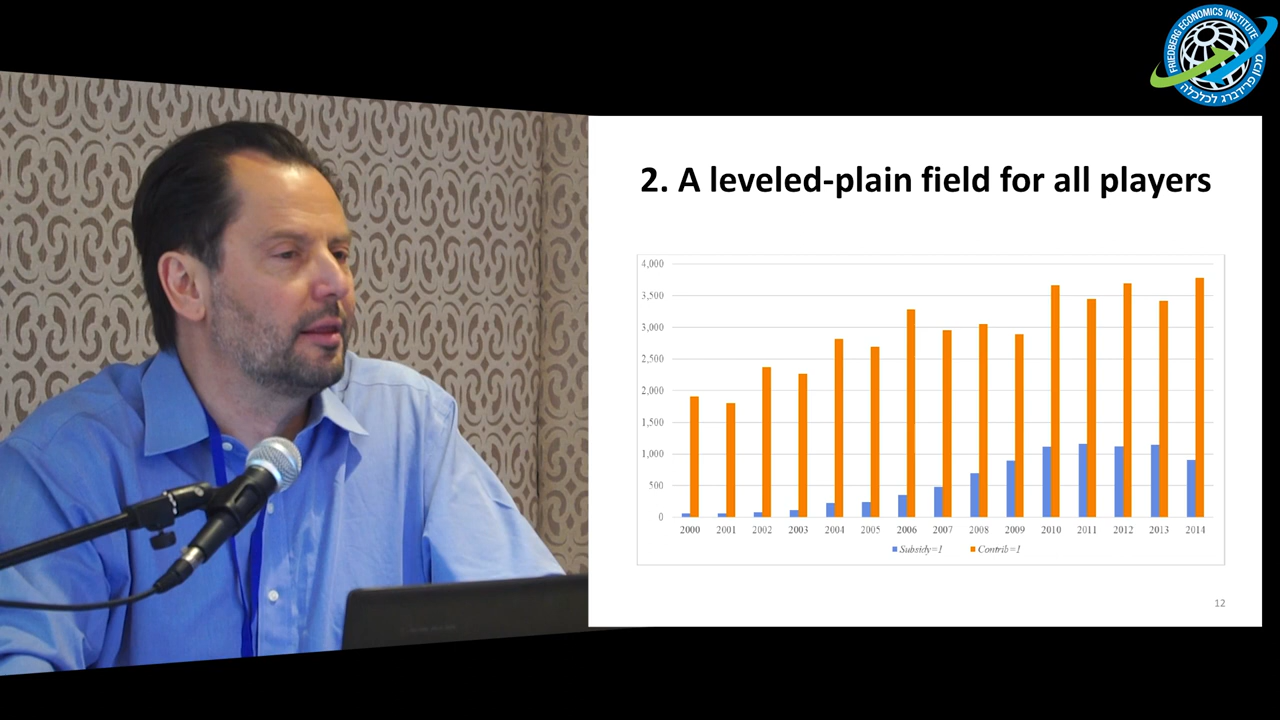 FRIEDBERG ECONOMICS INSTITUTE
מכון פרידברג לכלכלה
2. A leveled-plain field for all players
4,000
3,500
3,000
2,500
2,000
1,500
1,000
500
0
2000 2001 2002 2003 2004 2005 2006 2007 2008 2009 2010 2011 2012 2013 2014
Subsidy=1 Contrib=1
12